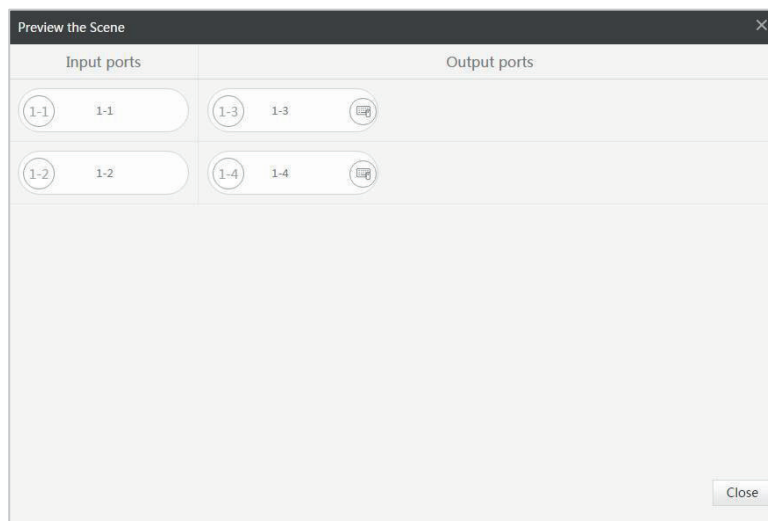 Preview the Scene
Input ports Output ports
1-1 1-1 1-3 1-3
1-2 1-2 1-4 1-4
Close